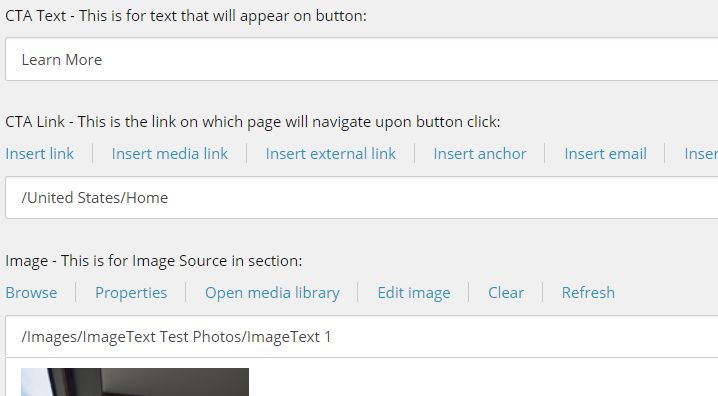 CTA Text - This is for text that will appear on button:
Learn More
CTA Link - This is the link on which page will navigate upon button click:
Insert link Insert media link Insert external link Insert anchor Insert email Inser
/United States/Home
Image - This is for Image Source in section:
Browse Properties Open media library Edit image Clear Refresh
/Images/ImageText Test Photos/ImageText 1